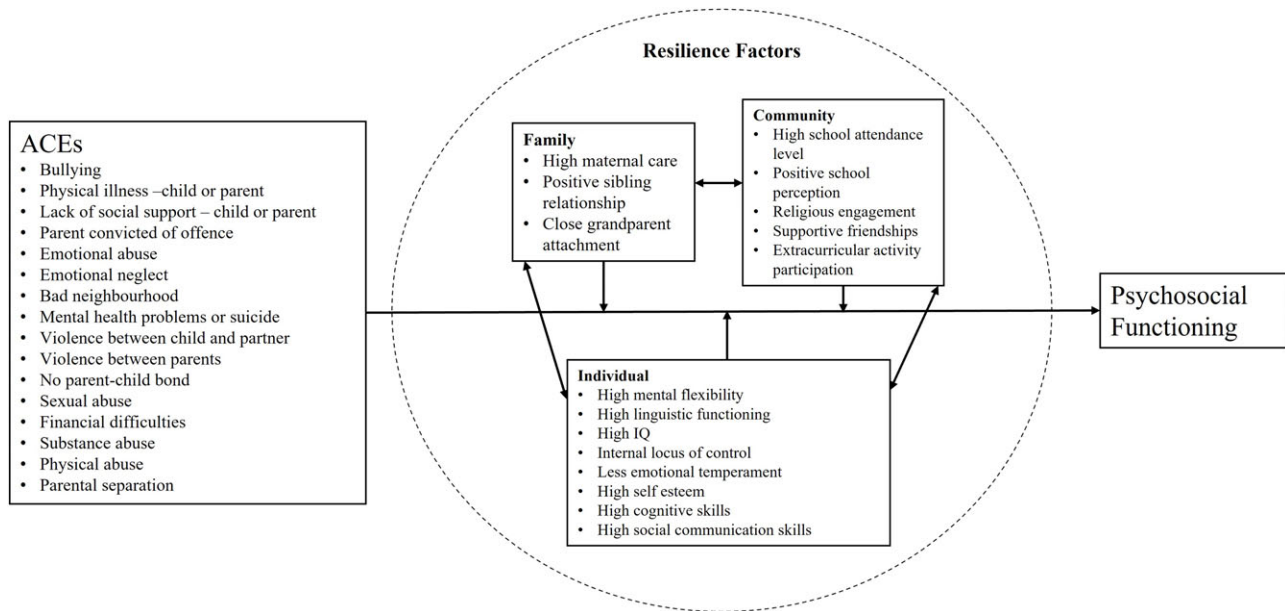 Resilience Factors
ACEs
• Bullying
• Physical illness –child or parent
• Lack of social support – child or parent
• Parent convicted of offence
• Emotional abuse
• Emotional neglect
• Bad neighbourhood
• Mental health problems or suicide
• Violence between child and partner
• Violence between parents
• No parent-child bond
• Sexual abuse
• Financial difficulties
• Substance abuse
• Physical abuse
• Parental separation
Family
• High maternal care
• Positive sibling
relationship
• Close grandparent
attachment
Community
• High school attendance
level
• Positive school
perception
• Religious engagement
• Supportive friendships
• Extracurricular activity
participation
Individual
• High mental flexibility
• High linguistic functioning
• High IQ
• Internal locus of control
• Less emotional temperament
• High self esteem
• High cognitive skills
• High social communication skills
Psychosocial
Functioning